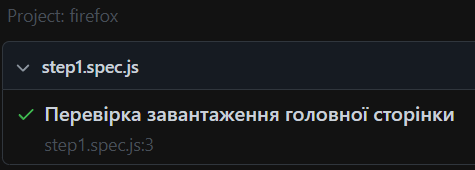 Project: firefox
step1.spec.js
Перевірка завантаження головної сторінки
step1.spec.js:3